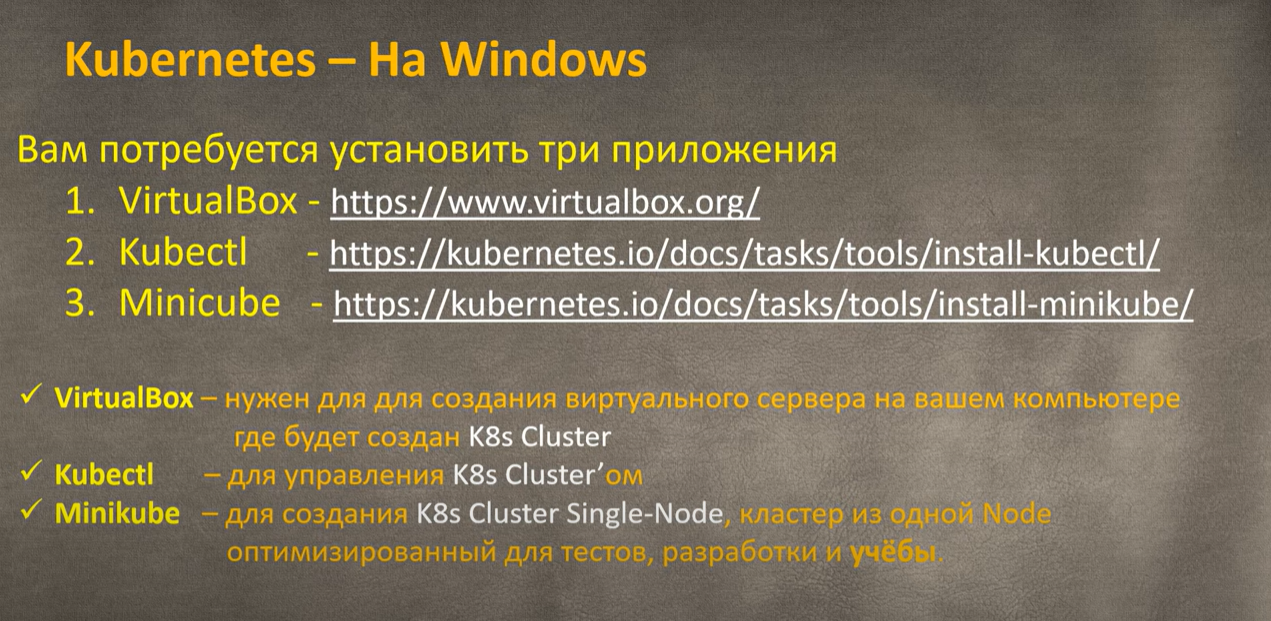 Kubernetes – На Windows
Вам потребуется установить три приложения
1. VirtualBox - https://www.virtualbox.org/
2. Kubectl - https://kubernetes.io/docs/tasks/tools/install-kubectl/
3. Minicube - https://kubernetes.io/docs/tasks/tools/install-minikube/
✓ VirtualBox – нужен для для создания виртуального сервера на вашем компьютере
где будет создан K8s Cluster
✓ Kubectl – для управления K8s Cluster’ом
✓ Minikube – для создания K8s Cluster Single-Node, кластер из одной Node
оптимизированный для тестов, разработки и учёбы.